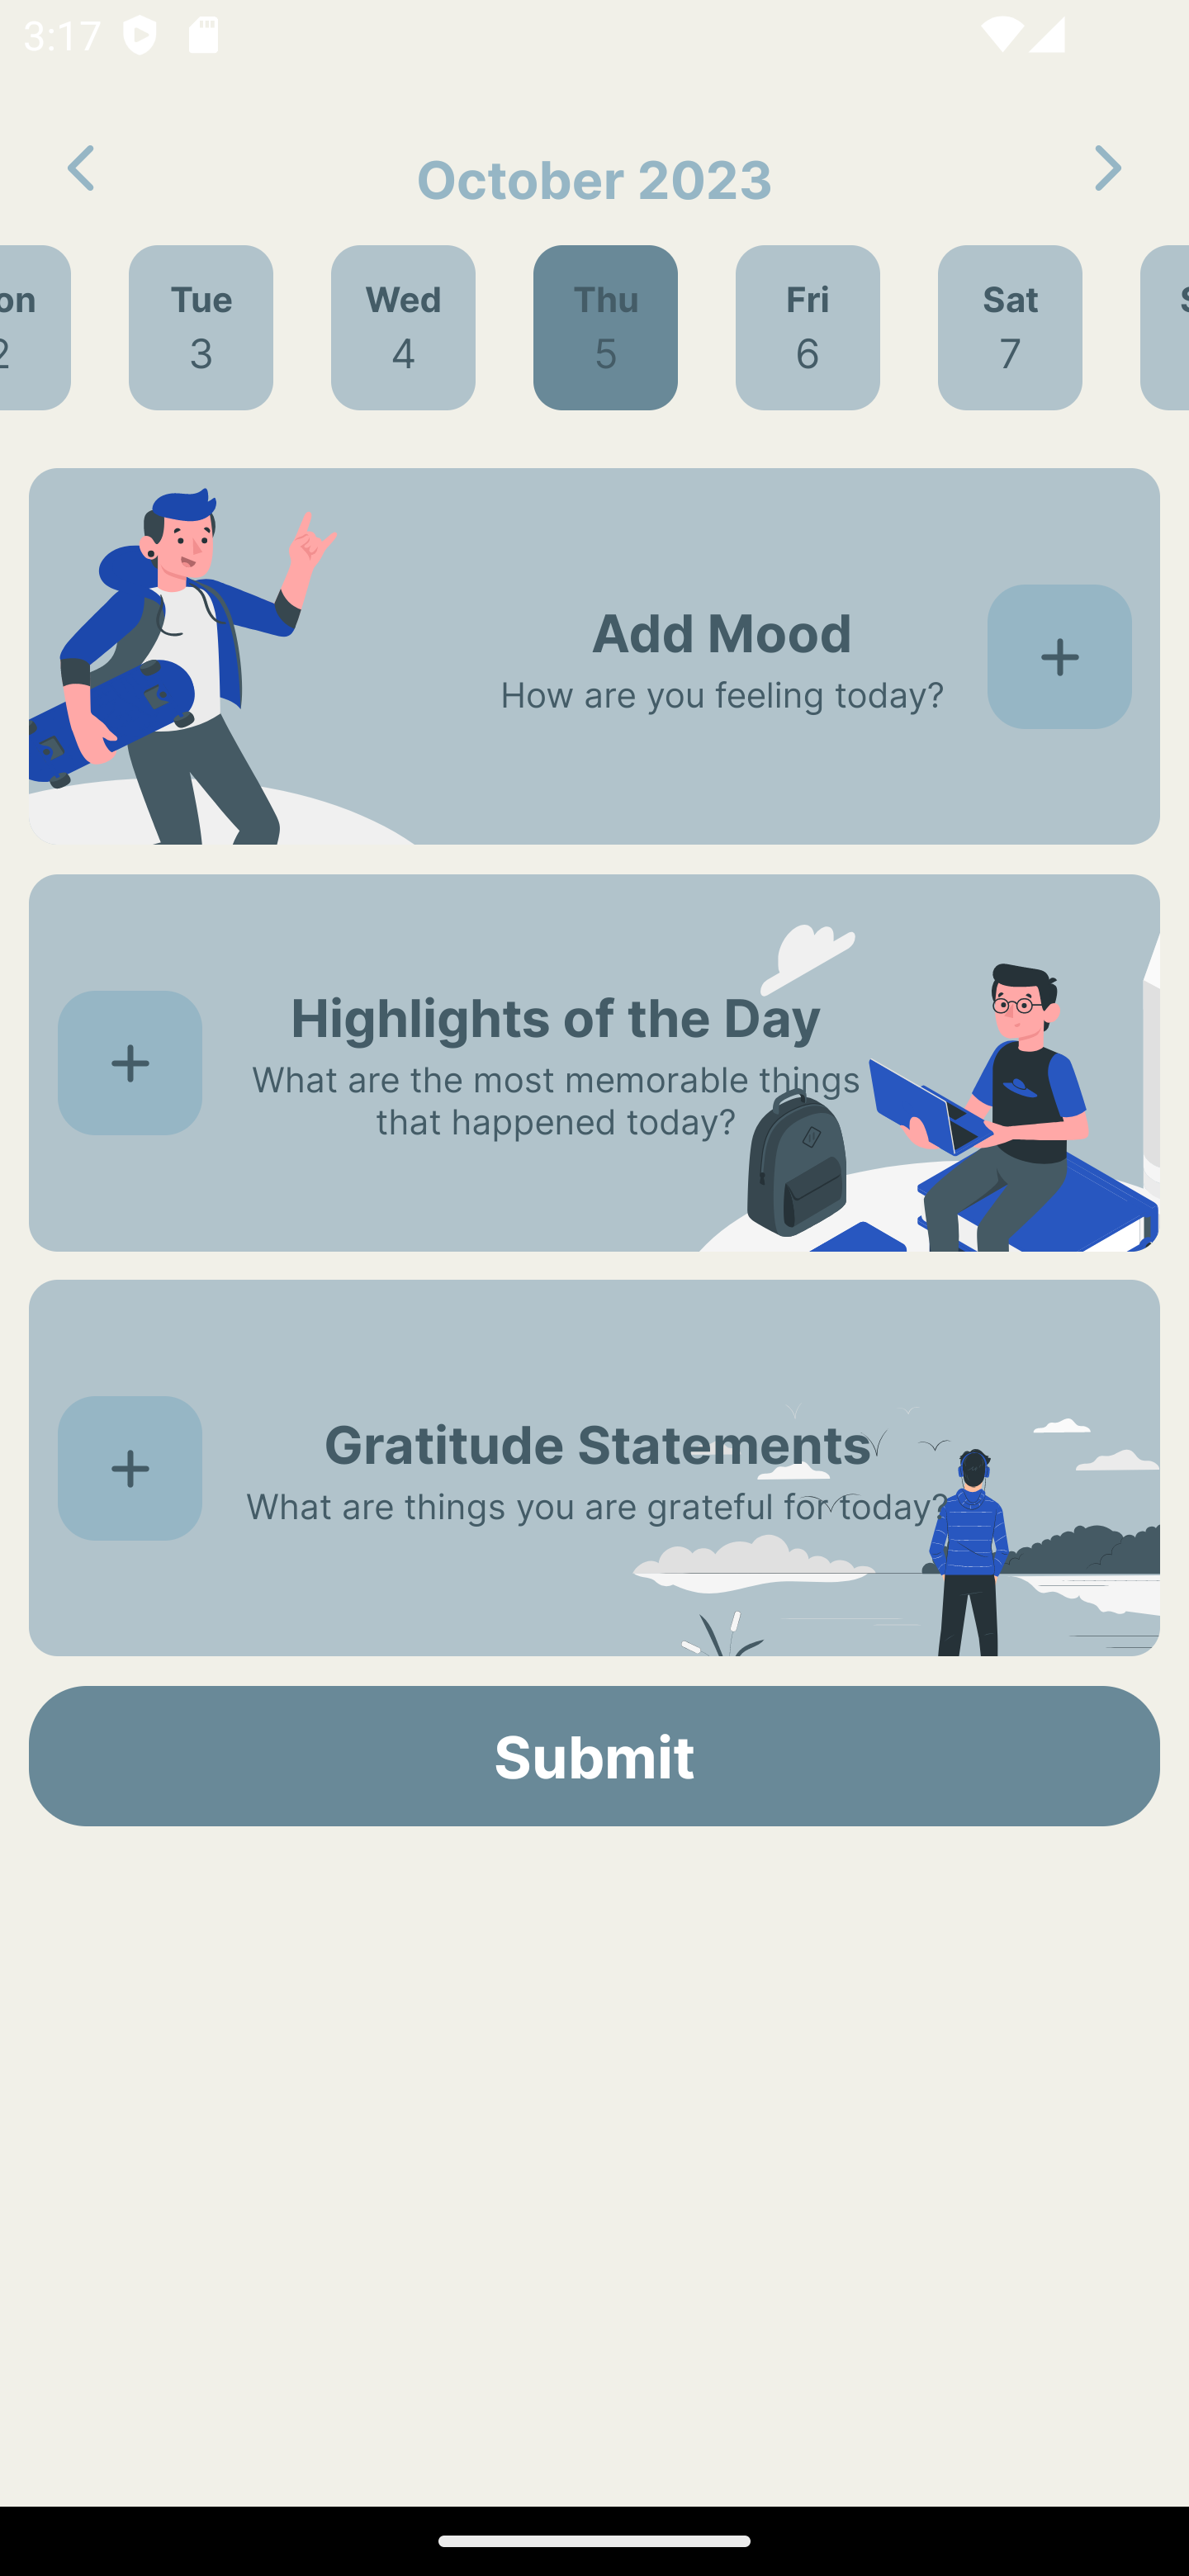 3:17
October 2023
on Tue Wed Thu Fri Sat S
2 3 4 5 6 7
Add Mood
How are you feeling today?
Highlights of the Day
What are the most memorable things
that happened today?
Gratitude Statements
What are things you are grateful for today?
Submit